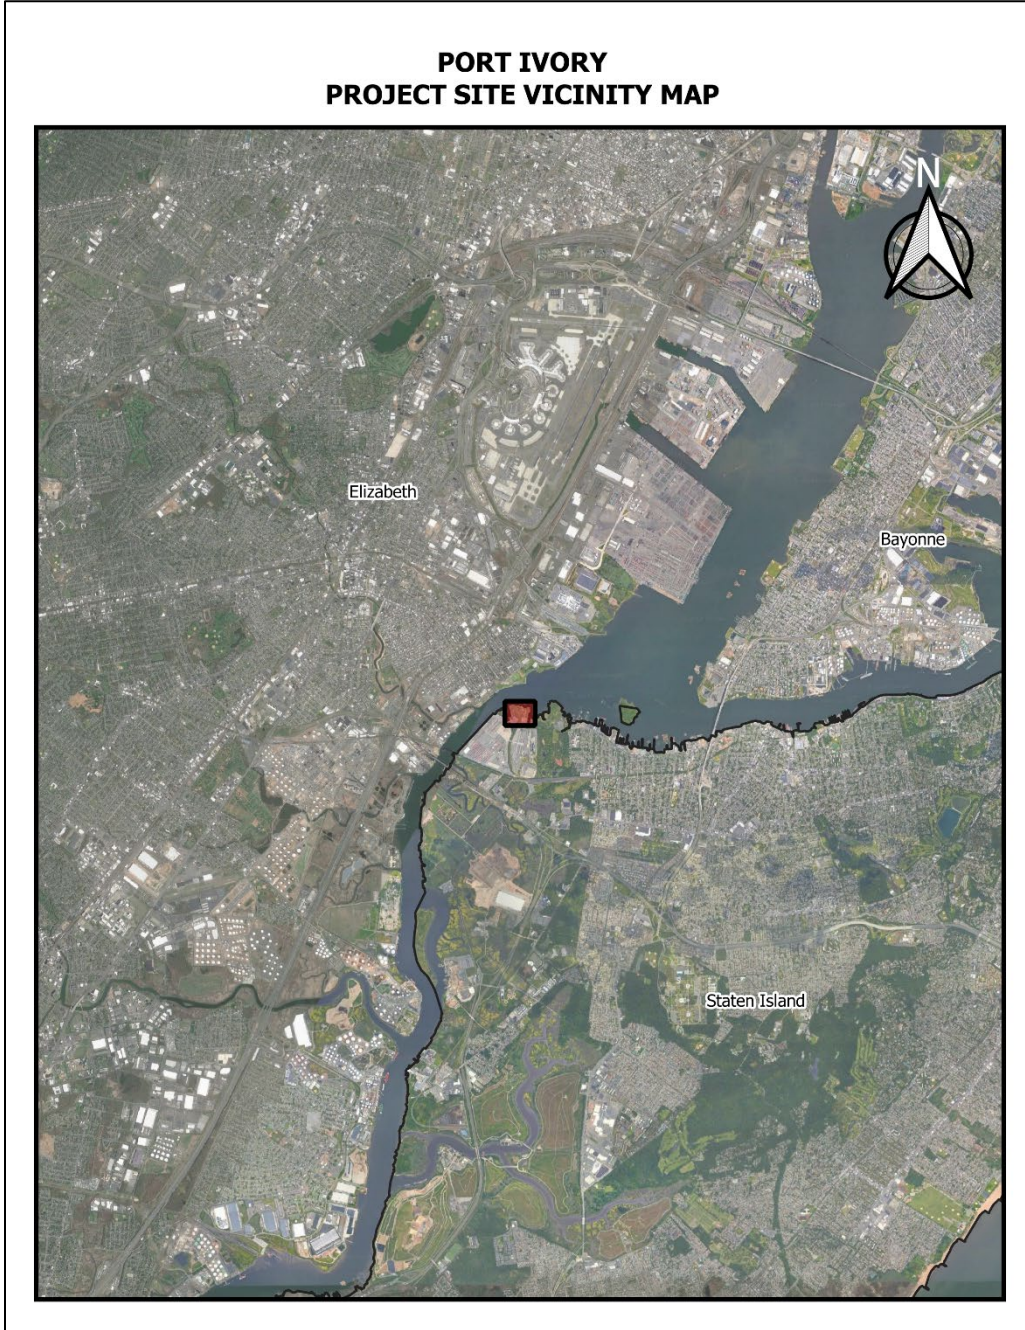 PORT IVORY
PROJECT SITE VICINITY MAP
N
Elizabeth
Bayonne
Staten Island